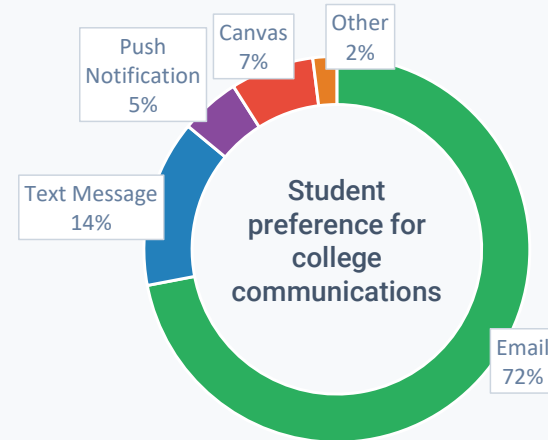 Other
2%
Canvas
7%
Push
Notification
5%
Text Message
14%
Student
preference for
college
communications
Email
72%